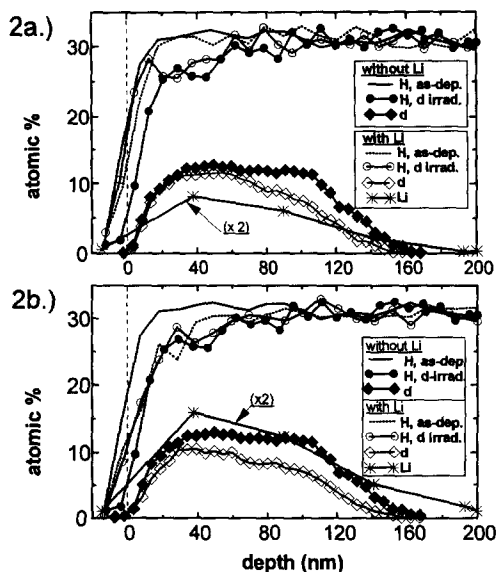 2a.)
atomic %
30
20
10
0
without Li
H, as-dep.
H, d irrad.
d
with Li
H, as-dep.
H, d irrad.
d
Li
(x 2)
0 40 80 120 160 200
2b.)
atomic %
30
20
10
0
without Li
H, as-dep
H, d-irrad.
d
with Li
H, as-dep.
H, d irrad.
d
Li
(x2)
0 40 80 120 160 200
depth (nm)